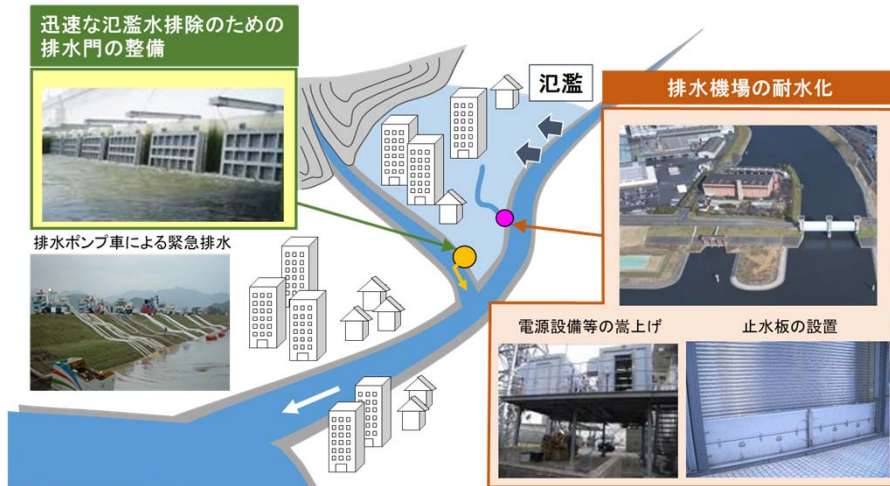 迅速な氾濫水排除のための
排水門の整備
氾濫
排水機場の耐水化
排水ポンプ車による緊急排水
電源設備等の嵩上げ
止水板の設置